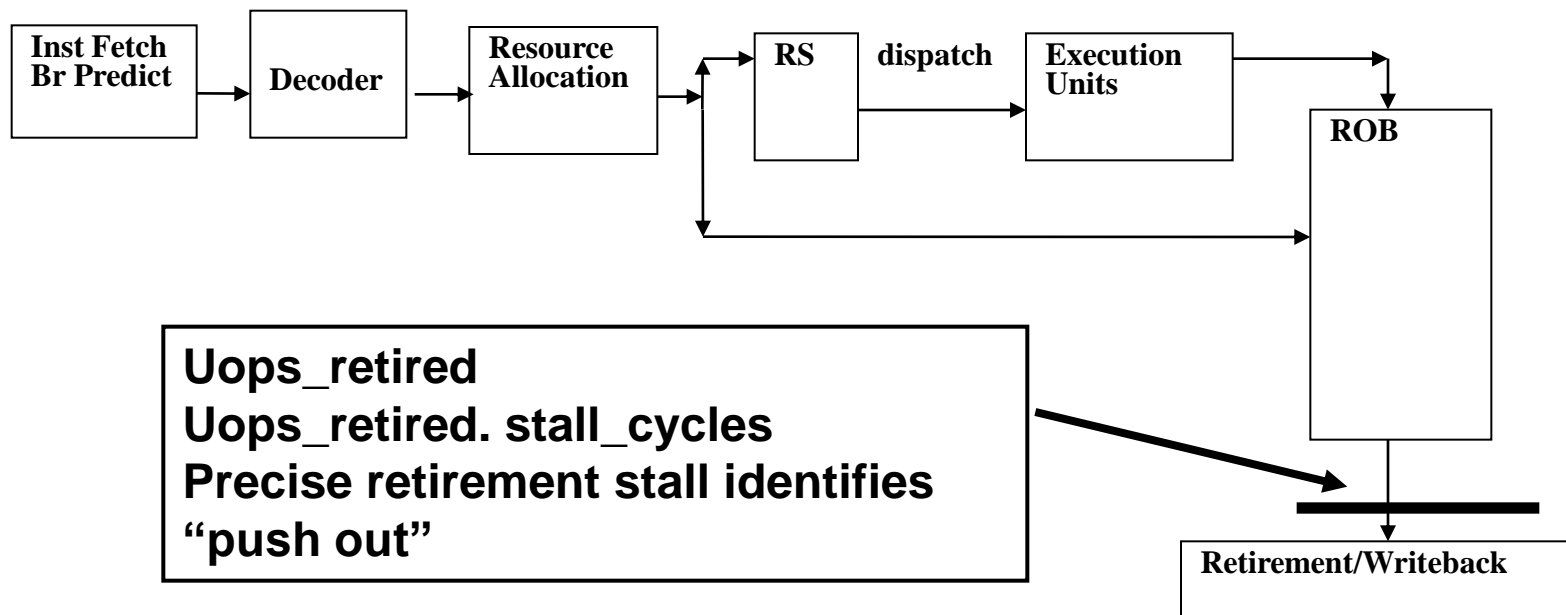 Inst Fetch
Br Predict
Decoder
Resource
Allocation
RS
dispatch
Execution
Units
ROB
Uops_retired
Uops_retired. stall_cycles
Precise retirement stall identifies
“push out”
Retirement/Writeback